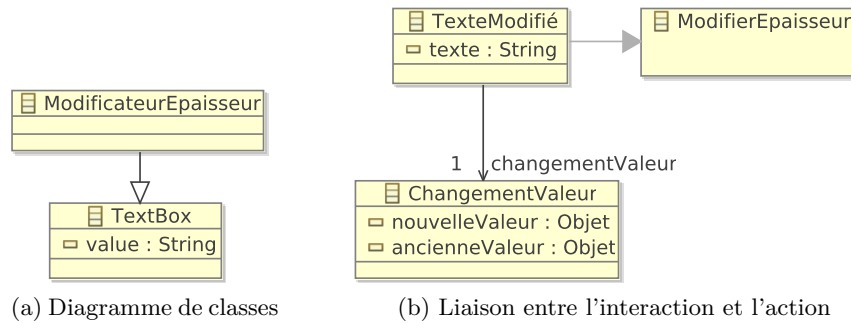 TexteModifié
texte : String
ModifierEpaisseur
ModificateurEpaisseur
1 changementValeur
ChangementValeur
nouvelleValeur : Objet
ancienneValeur : Objet
TextBox
value : String
(a) Diagramme de classes
(b) Liaison entre l'interaction et l'action